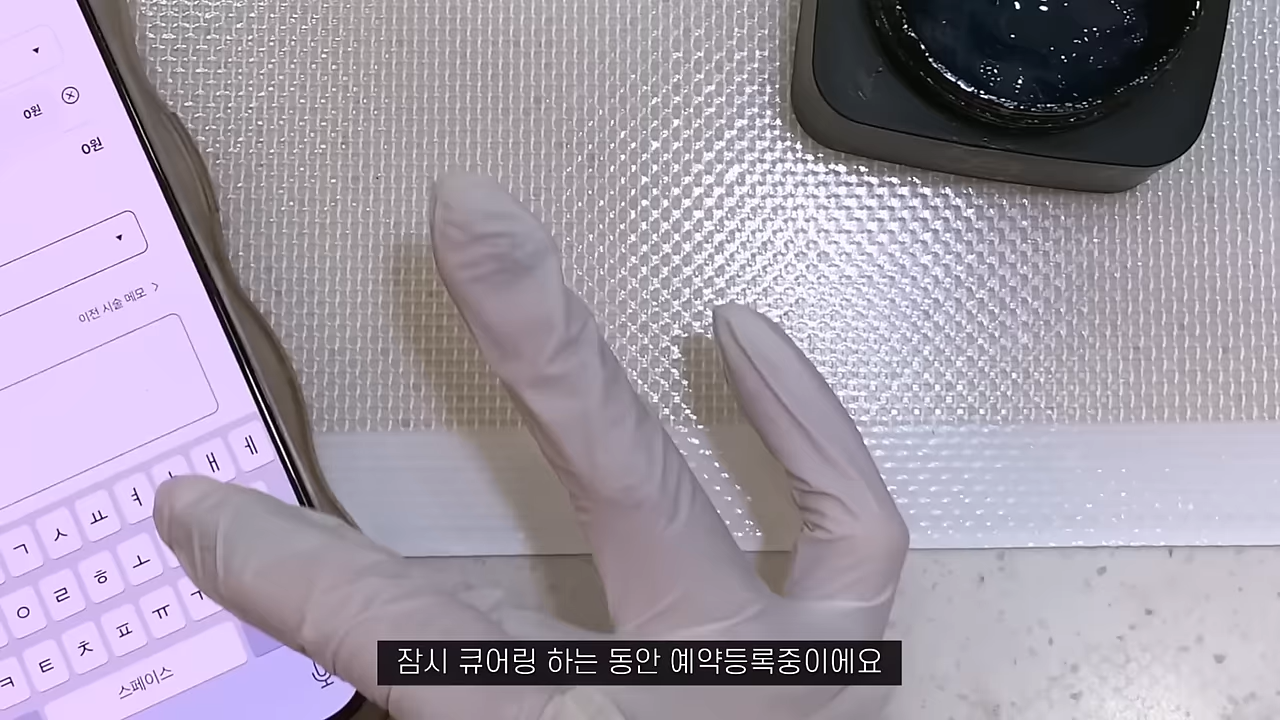 0원
0원
이전 시술 메모 >
ㅐ ㅔ
ㄱ ㅅ ㅛ ㅕ
ㅇ ㄹ ㅎ ㅗ
ㅋ ㅌ ㅊ ㅍ ㅠ
스페이스
잠시 큐어링 하는 동안 예약등록중이에요